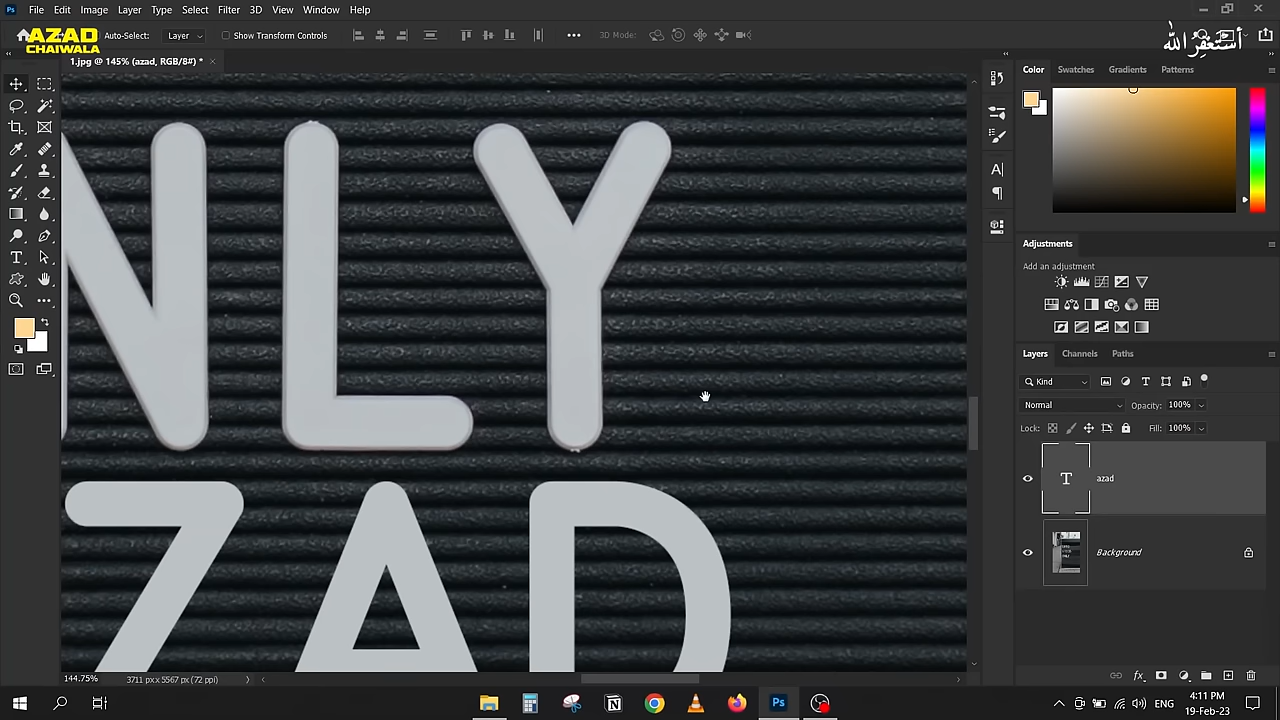 File Edit Image Layer Type Select Filter 3D View Window Help
AZAD
CHAIWALA
Auto-Select: Layer Show Transform Controls 3D Mode:
أستغفر الله
1.jpg @ 145% (azad, RGB/8#) *
Color Swatches Gradients Patterns
NLY
ZAD
Adjustments
Add an adjustment
Layers Channels Paths
Kind
Normal Opacity: 100%
Lock: Fill: 100%
T azad
Background
144.75% 3711 px x 5567 px (72 ppi)
ENG
4:11 PM
19-Feb-23